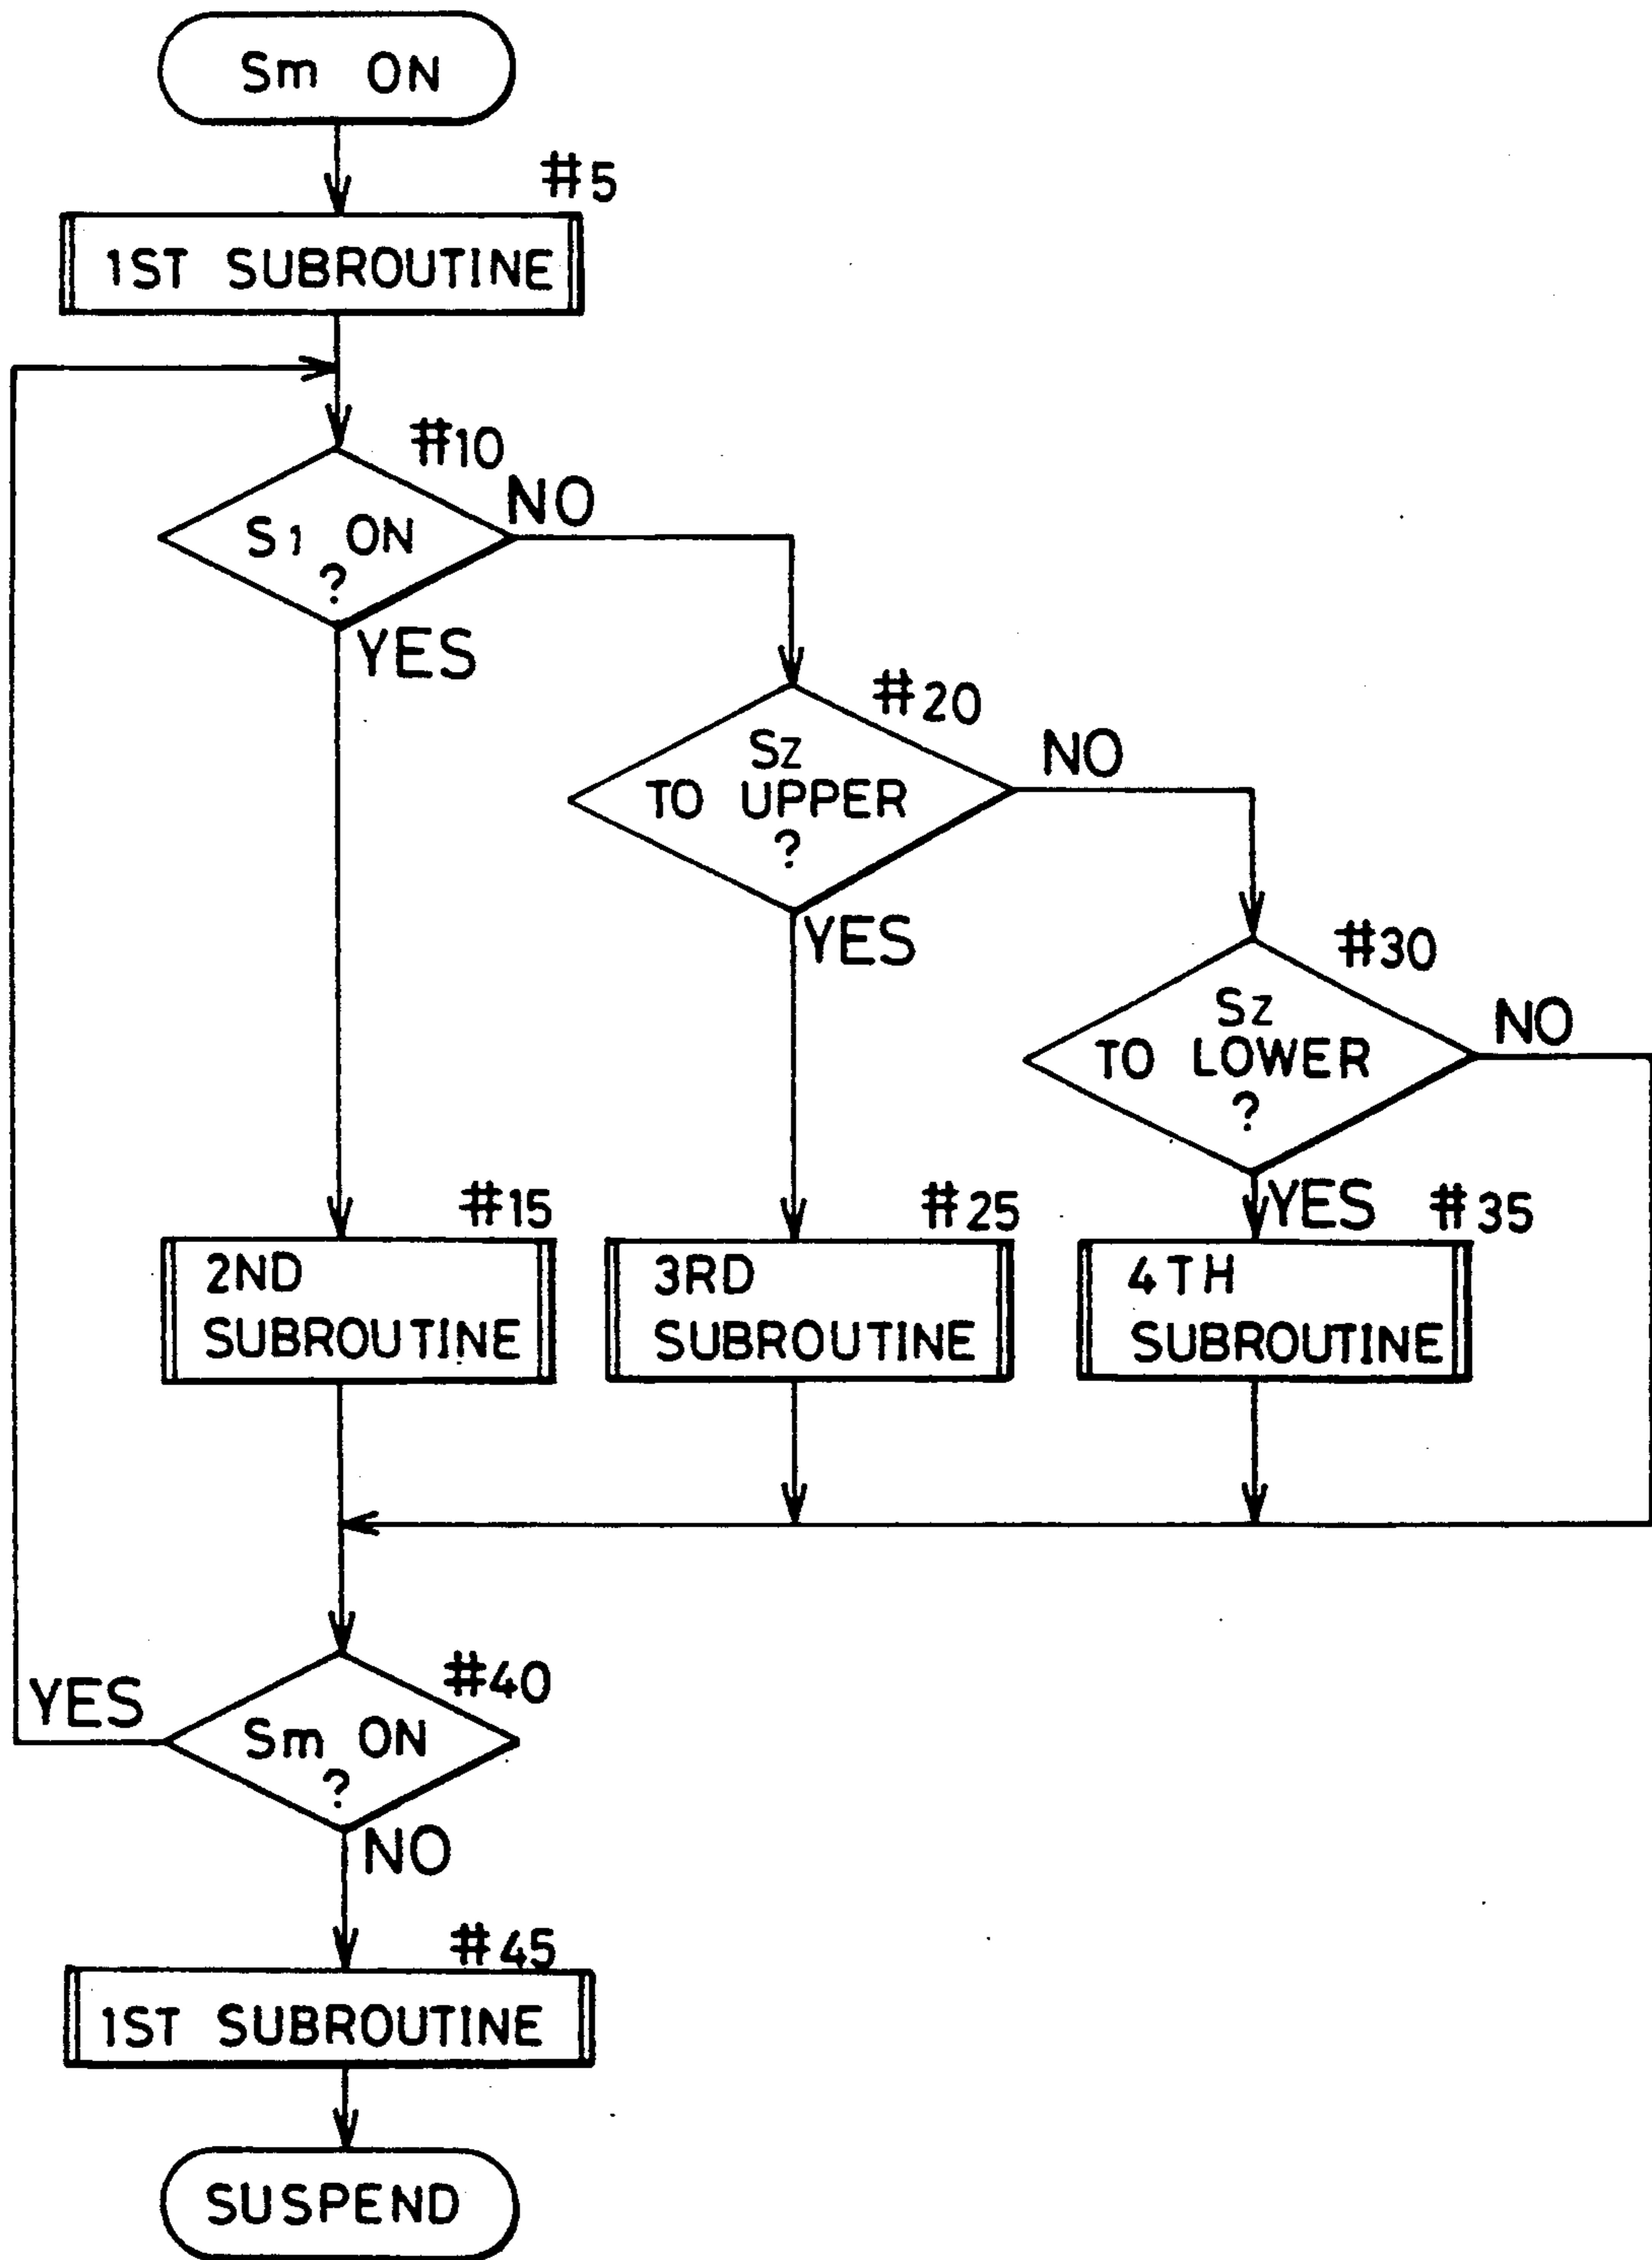 Sm ON
#5
1ST SUBROUTINE
#10
S1 ON
?
NO
YES
#20
Sz
TO UPPER
?
NO
YES
#30
Sz
TO LOWER
?
NO
YES
#15
2ND
SUBROUTINE
#25
3RD
SUBROUTINE
#35
4TH
SUBROUTINE
#40
Sm ON
?
YES
NO
#45
1ST SUBROUTINE
SUSPEND